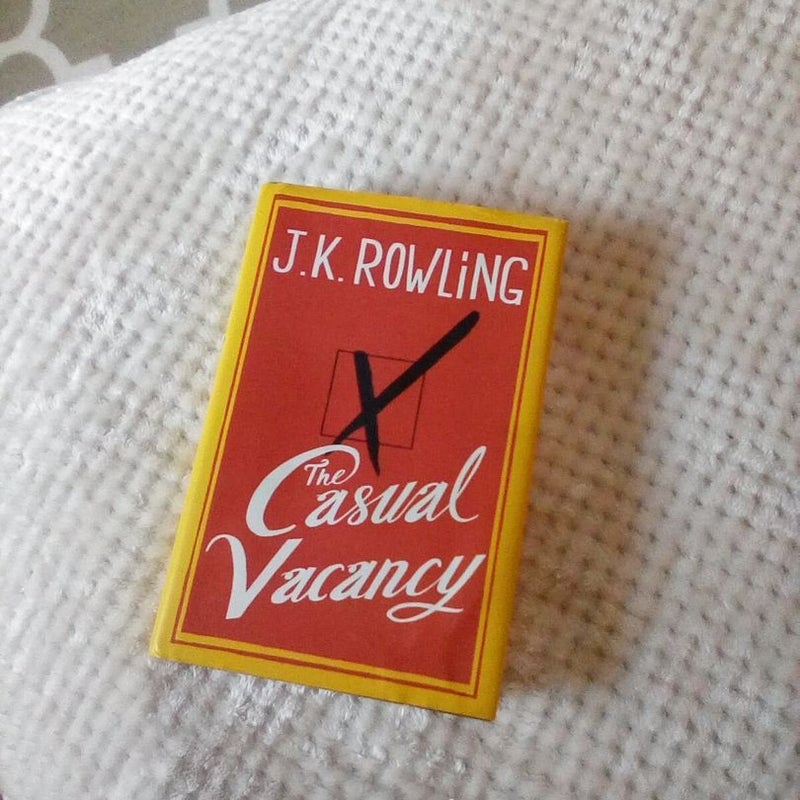 J.K. ROWLiNG
The
Casual
Vacancy